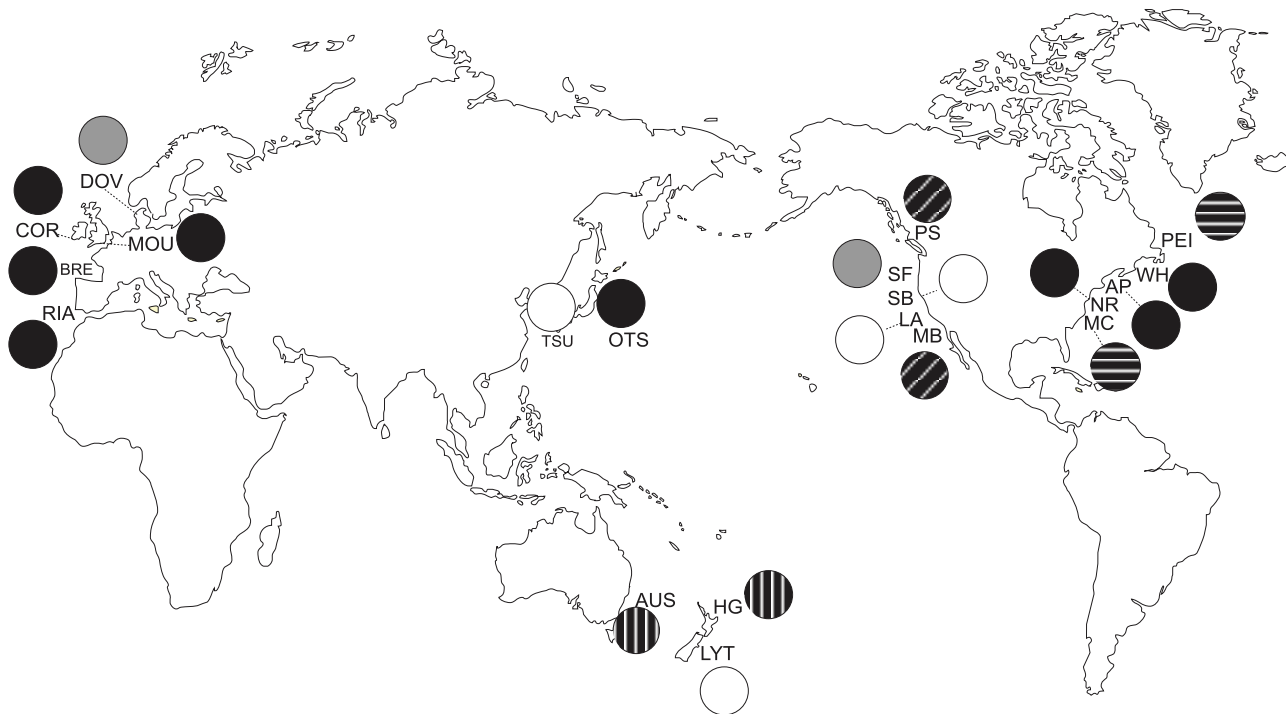 DOV
COR
MOU
BRE
RIA
TSU
OTS
PS
SF
SB
LA
MB
PEI
WH
AP
NR
MC
AUS
HG
LYT